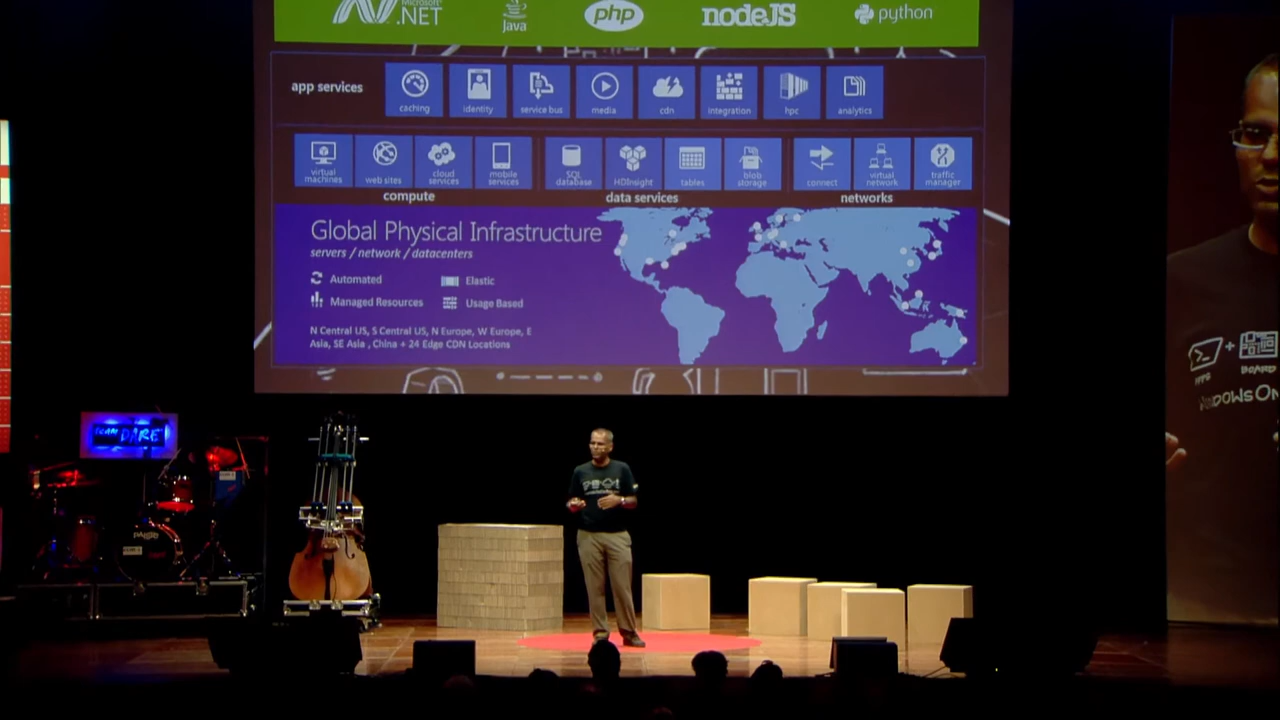 Microsoft
.NET
Java
php
nodeJS
python
app services
caching
identity
service bus
media
cdn
integration
hpc
analytics
virtual machines
web sites
cloud services
mobile services
SQL database
HDInsight
tables
blob storage
connect
virtual network
traffic manager
compute
data services
networks
Global Physical Infrastructure
servers / network / datacenters
Automated
Elastic
Managed Resources
Usage Based
N Central US, S Central US, N Europe, W Europe, E
Asia, SE Asia , China + 24 Edge CDN Locations
DARE
+
BOARD